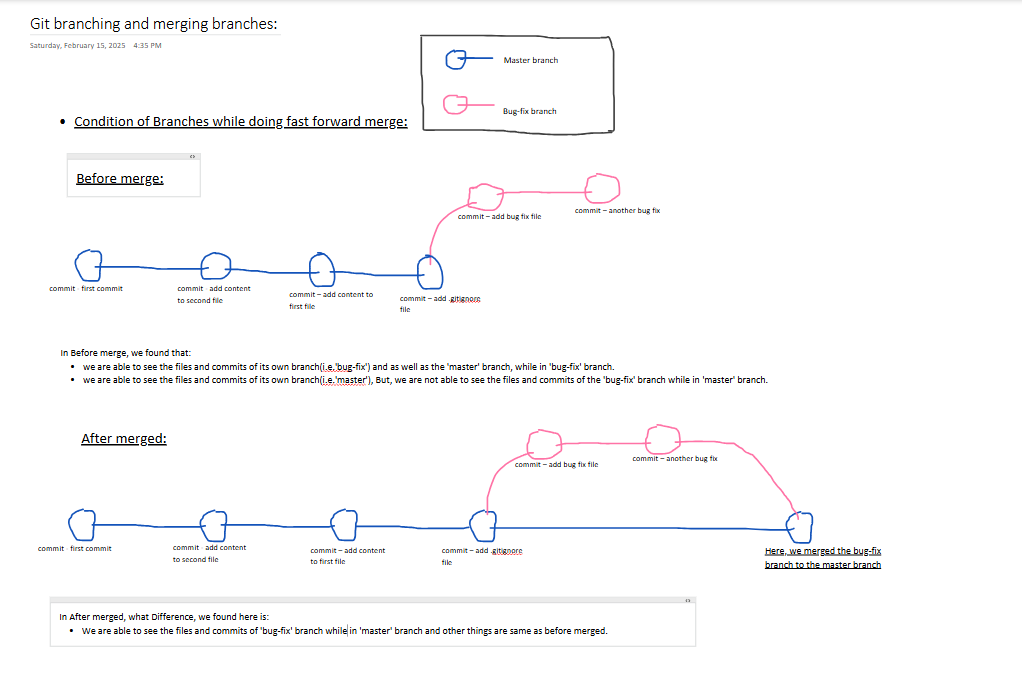 Git branching and merging branches:
Saturday, February 15, 2025 4:35 PM
Master branch
Bug-fix branch
• Condition of Branches while doing fast forward merge:
Before merge:
commit – add bug fix file
commit – another bug fix
commit - first commit
commit - add content
to second file
commit – add content to
first file
commit – add .gitignore
file
In Before merge, we found that:
• we are able to see the files and commits of its own branch(i.e.'bug-fix') and as well as the 'master' branch, while in 'bug-fix' branch.
• we are able to see the files and commits of its own branch(i.e.'master'), But, we are not able to see the files and commits of the 'bug-fix' branch while in 'master' branch.
After merged:
commit – add bug fix file
commit – another bug fix
commit - first commit
commit - add content
to second file
commit – add content
to first file
commit – add .gitignore
file
Here, we merged the bug-fix
branch to the master branch
In After merged, what Difference, we found here is:
• We are able to see the files and commits of 'bug-fix' branch while in 'master' branch and other things are same as before merged.